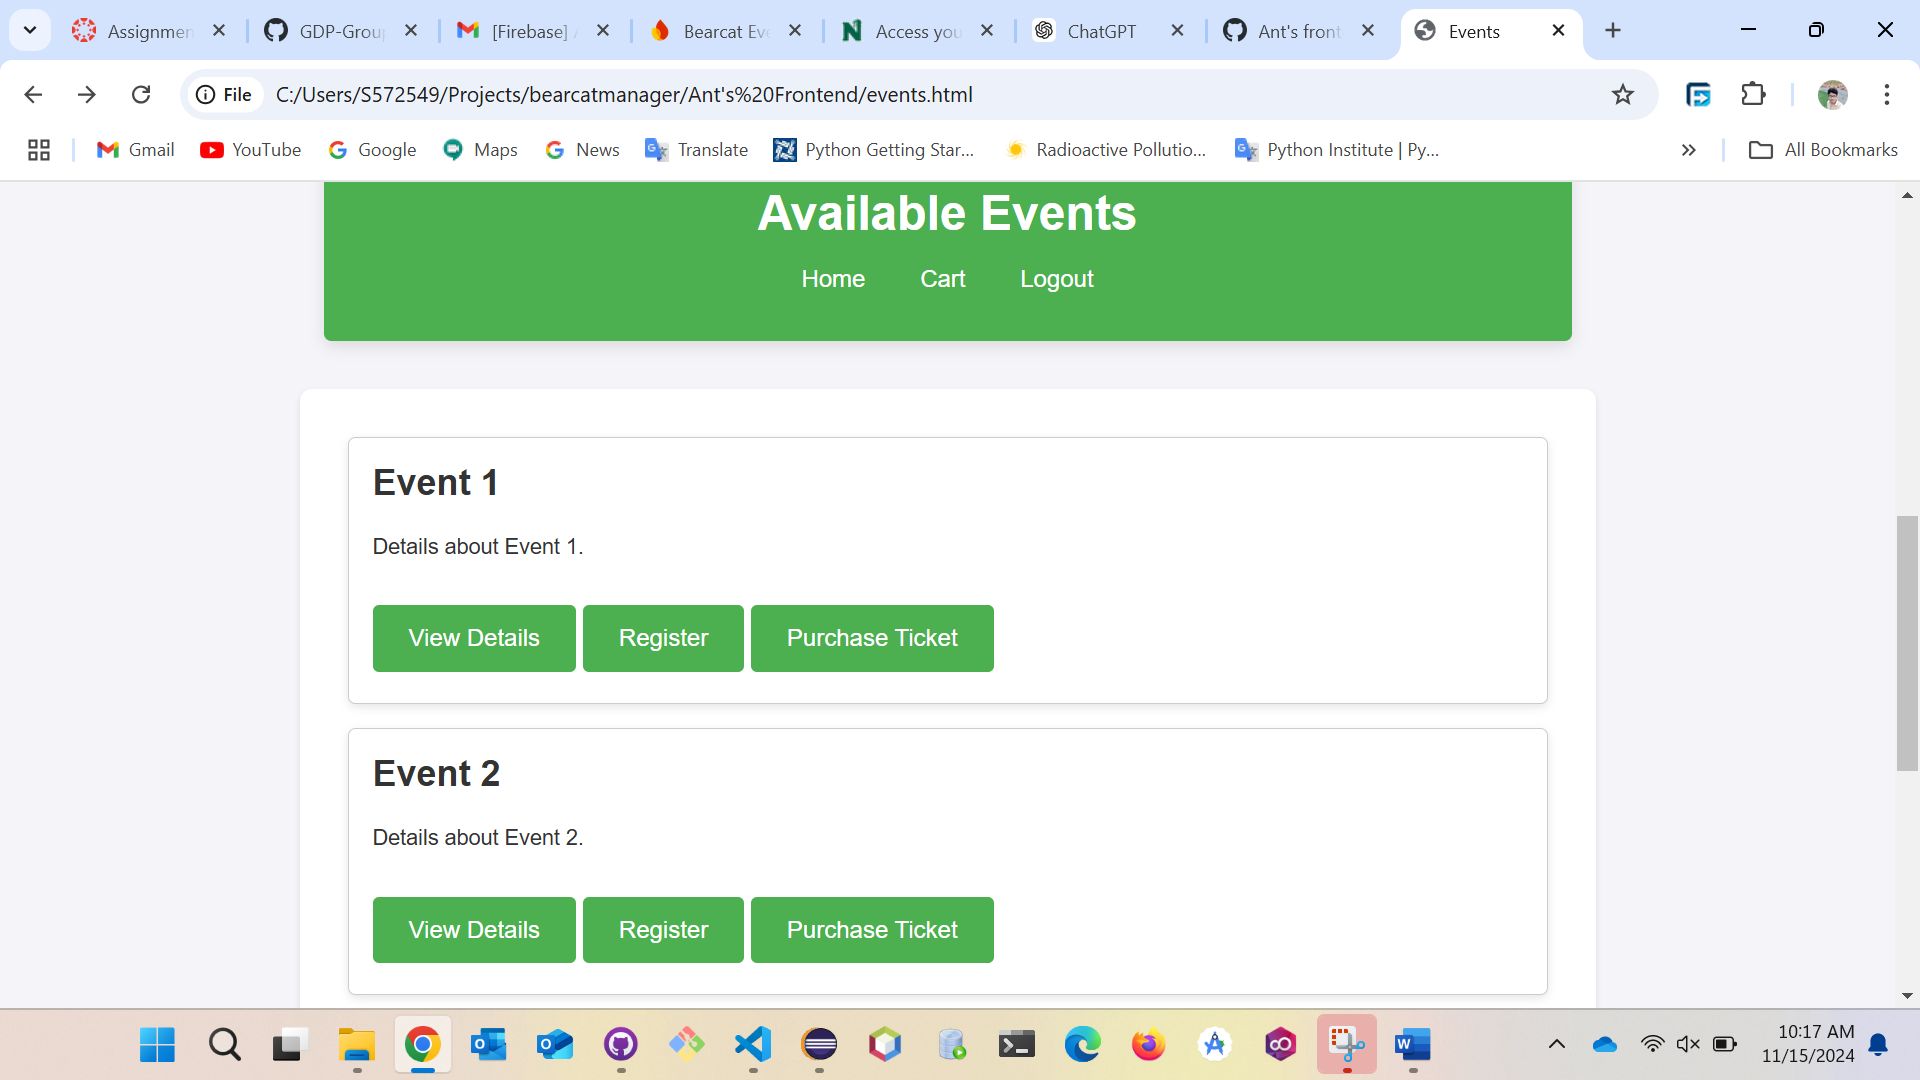 Assignmen
GDP-Grou
[Firebase] A
Bearcat Eve
Access you
ChatGPT
Ant's front
Events
File
C:/Users/S572549/Projects/bearcatmanager/Ant's%20Frontend/events.html
Gmail
YouTube
Google
Maps
News
Translate
Python Getting Star...
Radioactive Pollutio...
Python Institute | Py...
All Bookmarks
Available Events
Home Cart Logout
Event 1
Details about Event 1.
View Details Register Purchase Ticket
Event 2
Details about Event 2.
View Details Register Purchase Ticket
10:17 AM
11/15/2024